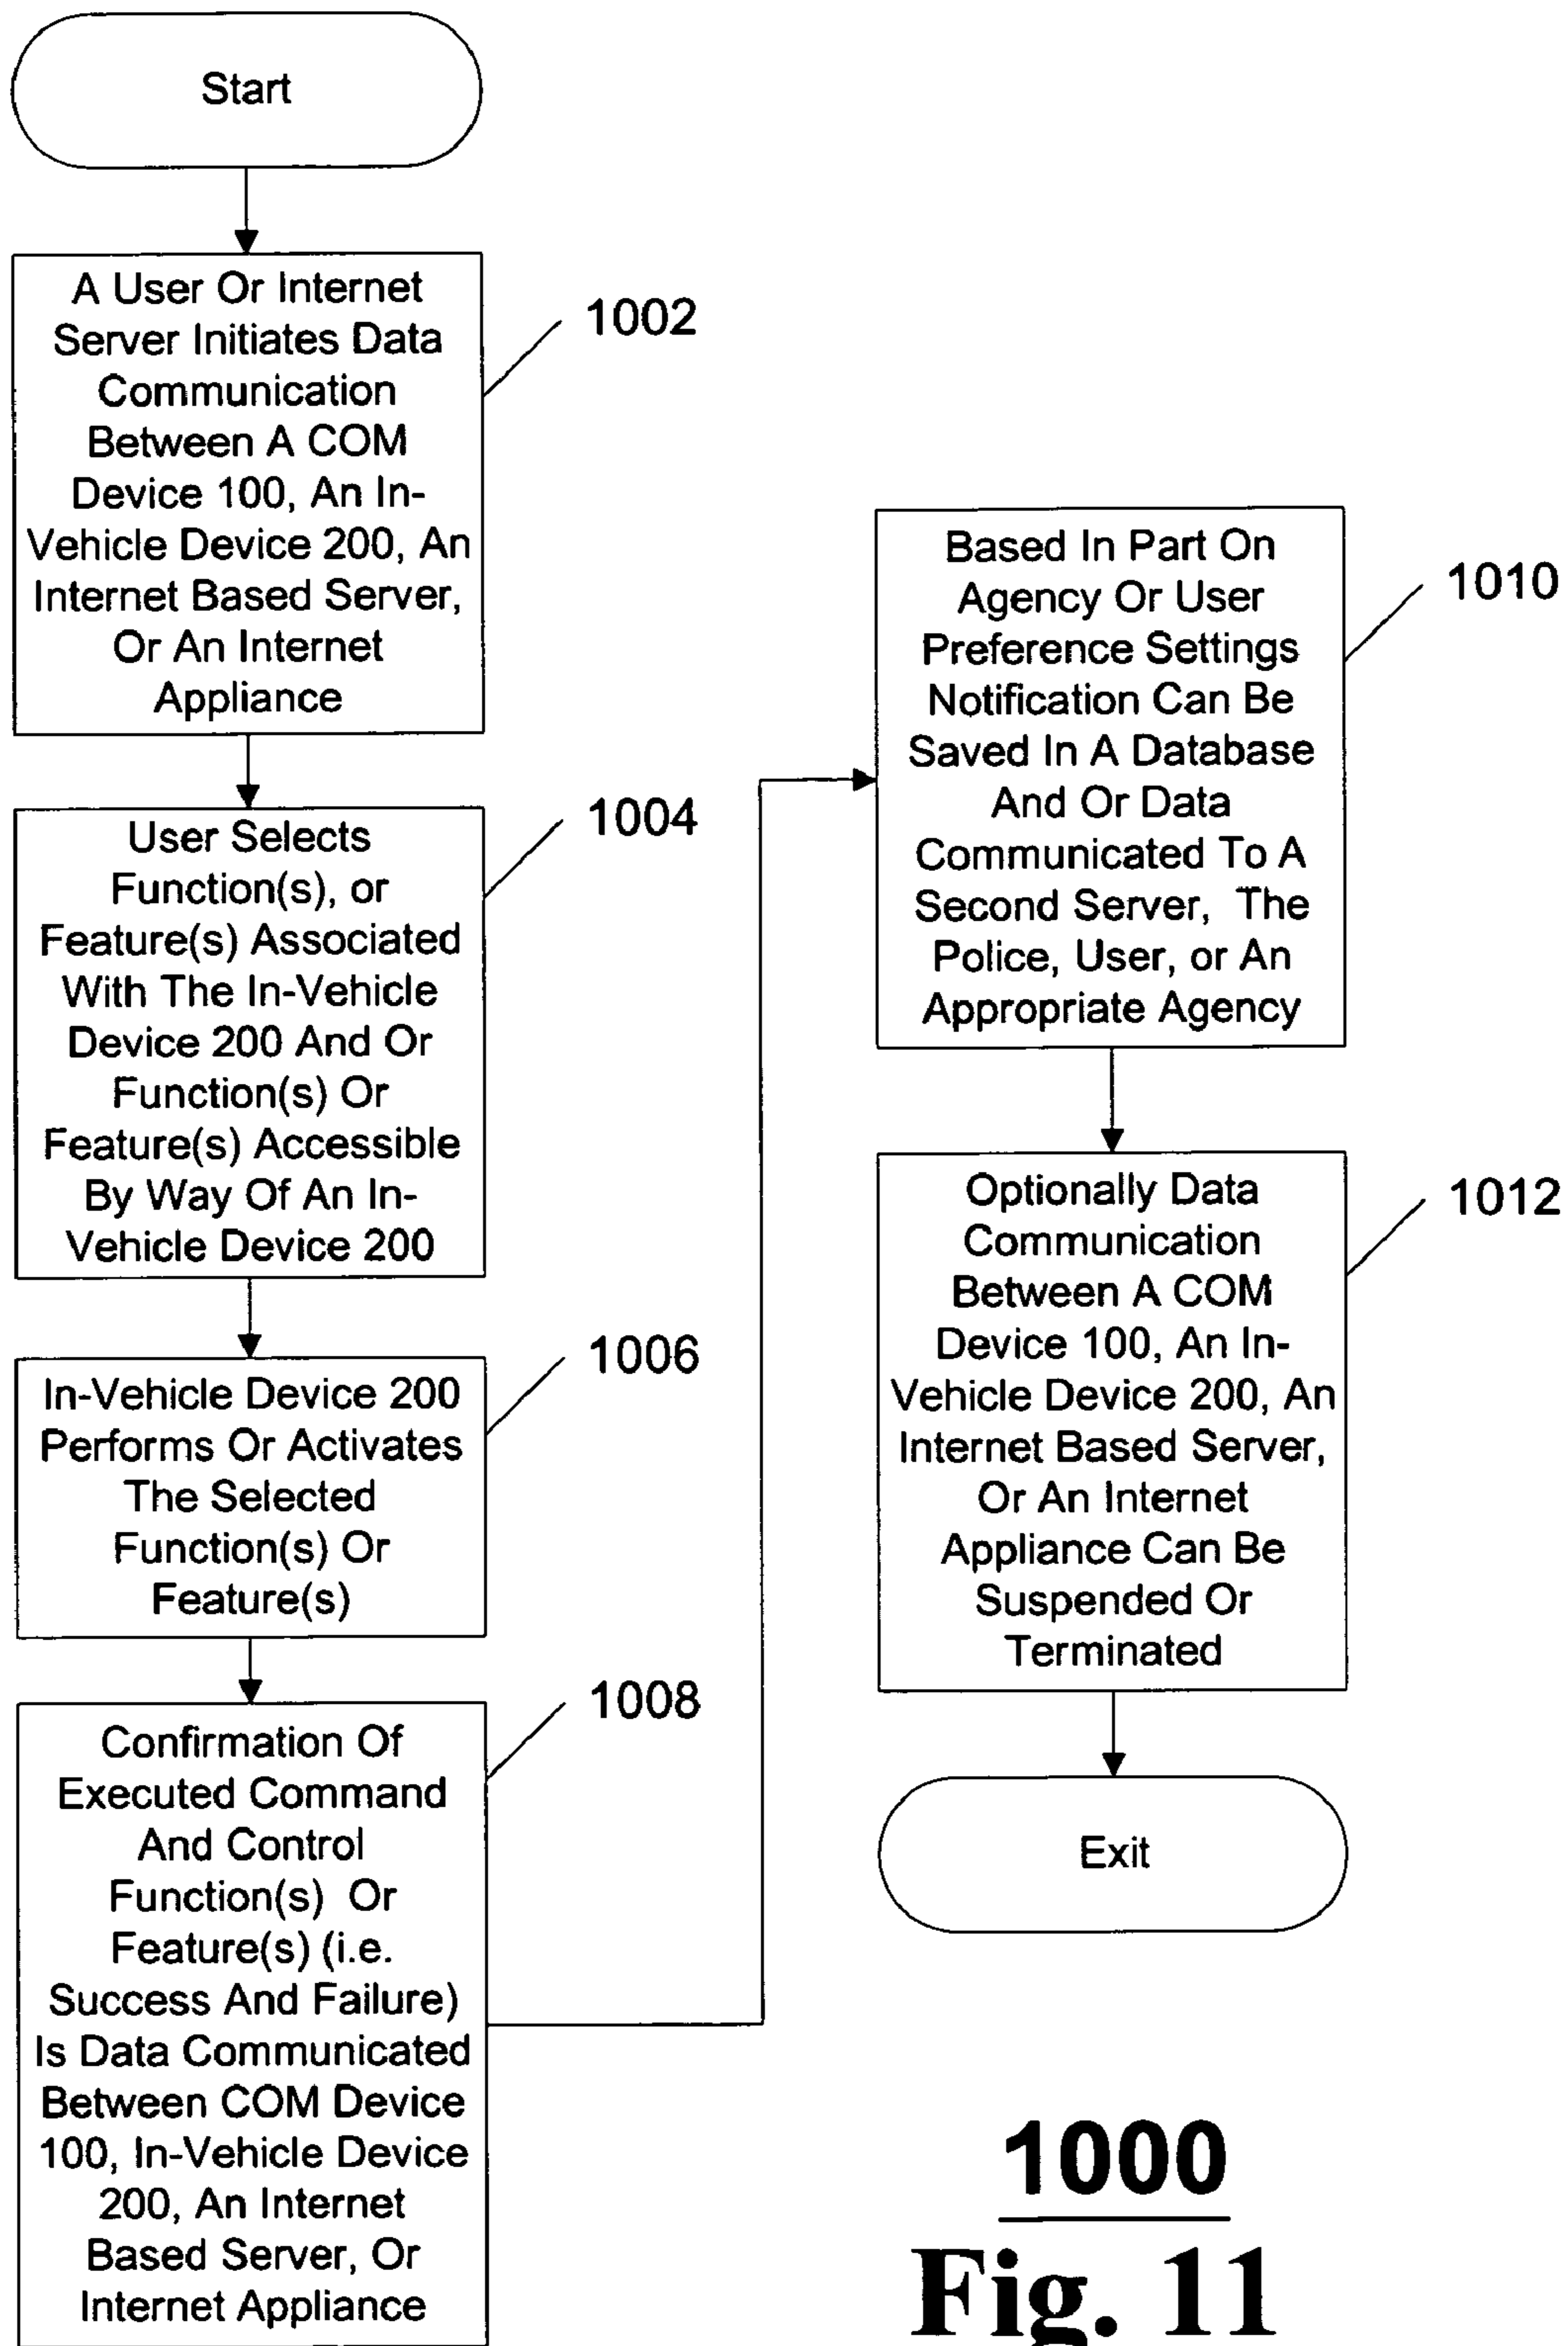 Start
A User Or Internet
Server Initiates Data
Communication
Between A COM
Device 100, An In-
Vehicle Device 200, An
Internet Based Server,
Or An Internet
Appliance
1002
User Selects
Function(s), or
Feature(s) Associated
With The In-Vehicle
Device 200 And Or
Function(s) Or
Feature(s) Accessible
By Way Of An In-
Vehicle Device 200
1004
In-Vehicle Device 200
Performs Or Activates
The Selected
Function(s) Or
Feature(s)
1006
Confirmation Of
Executed Command
And Control
Function(s) Or
Feature(s) (i.e.
Success And Failure)
Is Data Communicated
Between COM Device
100, In-Vehicle Device
200, An Internet
Based Server, Or
Internet Appliance
1008
Based In Part On
Agency Or User
Preference Settings
Notification Can Be
Saved In A Database
And Or Data
Communicated To A
Second Server, The
Police, User, or An
Appropriate Agency
1010
Optionally Data
Communication
Between A COM
Device 100, An In-
Vehicle Device 200, An
Internet Based Server,
Or An Internet
Appliance Can Be
Suspended Or
Terminated
1012
Exit
1000
Fig. 11